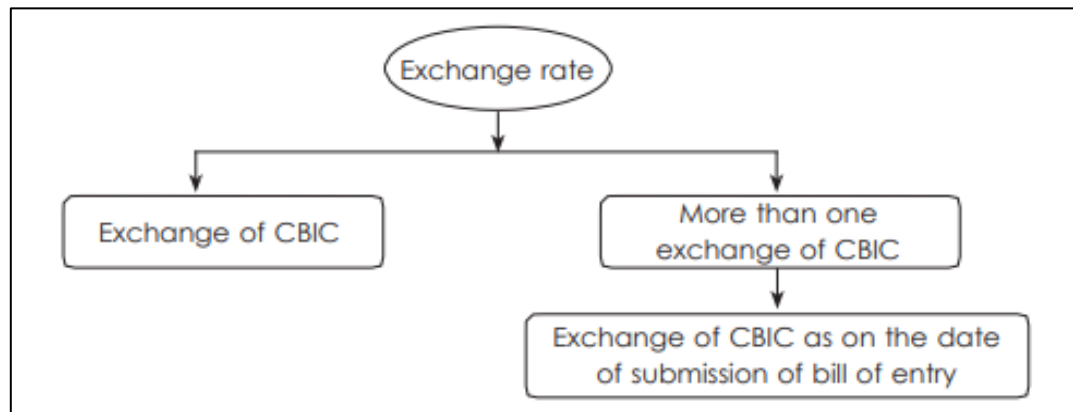 Exchange rate
Exchange of CBIC
More than one
exchange of CBIC
Exchange of CBIC as on the date
of submission of bill of entry